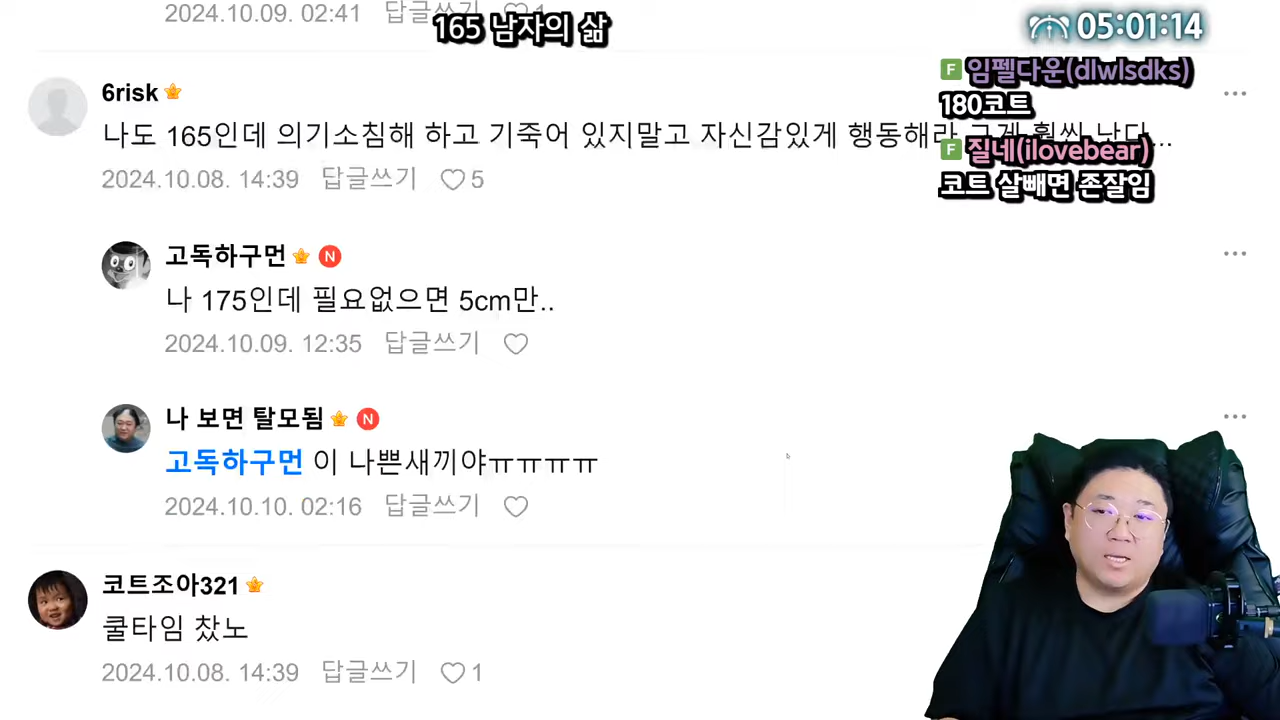 2024.10.09. 02:41 답글쓰기 1
165 남자의 삶
05:01:14
F 임펠다운(dlwlsdks)
180코트
F 질네(ilovebear)
코트 살빼면 존잘임
6risk
나도 165인데 의기소침해 하고 기죽어 있지말고 자신감있게 행동해라 그게 훨씬 낫다...
2024.10.08. 14:39 답글쓰기 5
고독하구먼 N
나 175인데 필요없으면 5cm만..
2024.10.09. 12:35 답글쓰기
나 보면 탈모됨 N
고독하구먼 이 나쁜새끼야ㅠㅠㅠㅠ
2024.10.10. 02:16 답글쓰기
코트조아321
쿨타임 찼노
2024.10.08. 14:39 답글쓰기 1